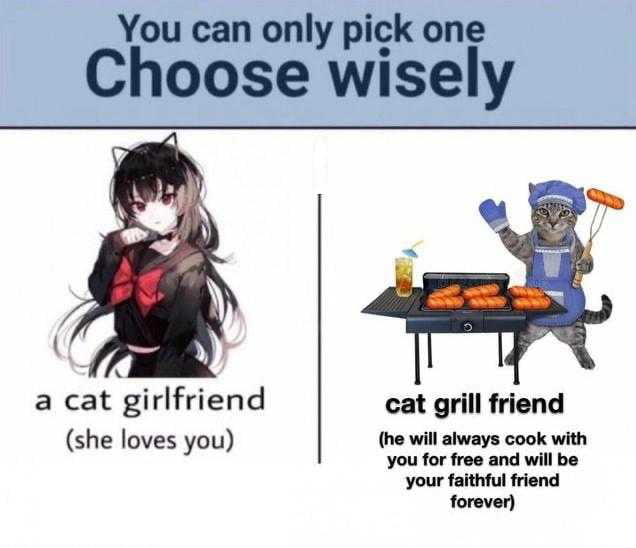 You can only pick one
Choose wisely
a cat girlfriend
(she loves you)
cat grill friend
(he will always cook with
you for free and will be
your faithful friend
forever)